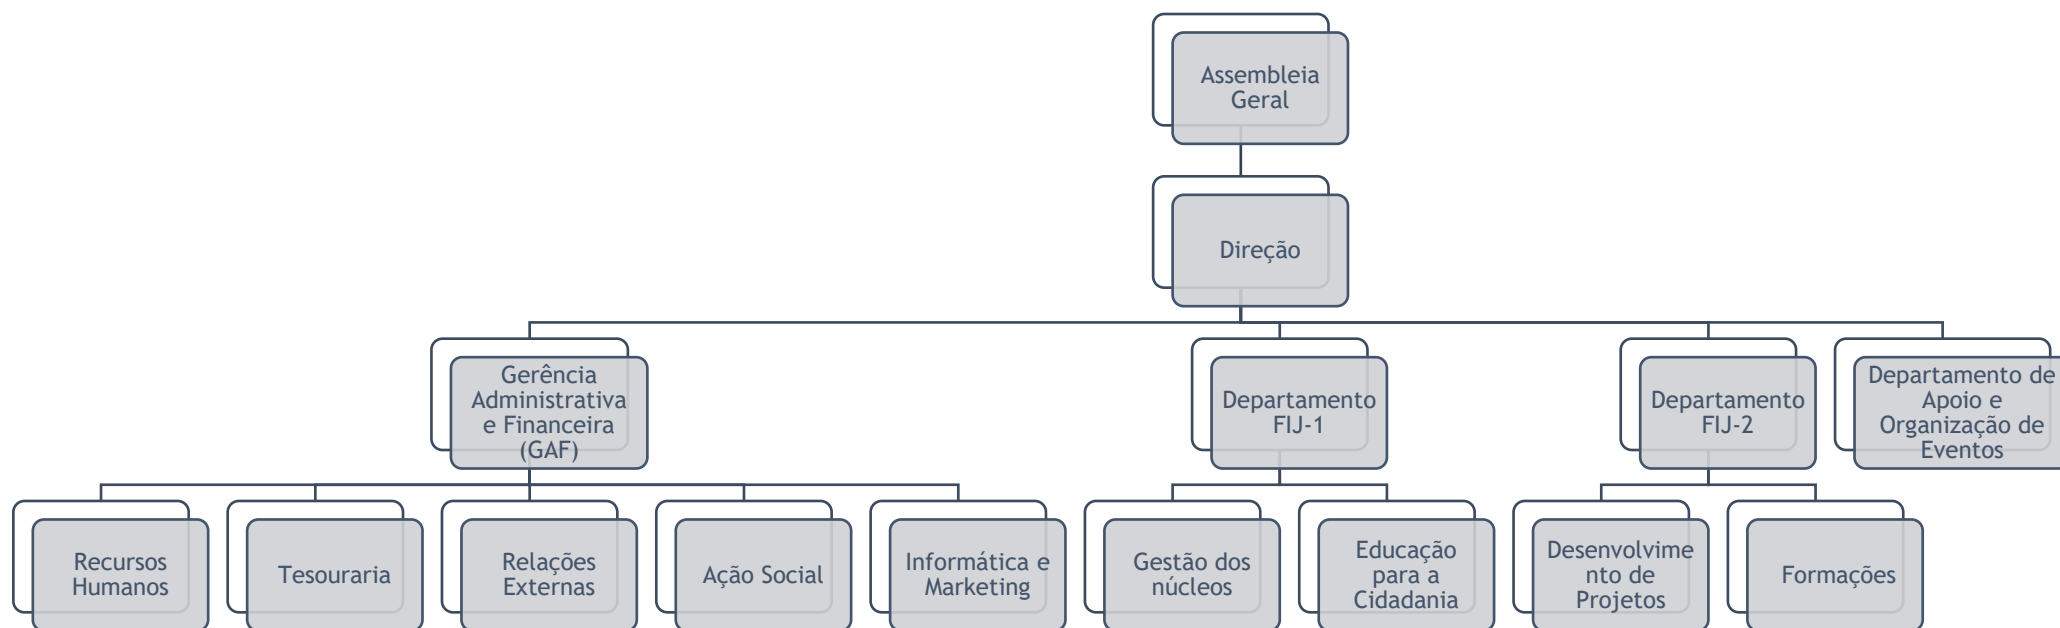 Assembleia
Geral
Direção
Gerência
Administrativa
e Financeira
(GAF)
Departamento
FIJ-1
Departamento
FIJ-2
Departamento de
Apoio e
Organização de
Eventos
Recursos
Humanos
Tesouraria
Relações
Externas
Ação Social
Informática e
Marketing
Gestão dos
núcleos
Educação
para a
Cidadania
Desenvolvime
nto de
Projetos
Formações